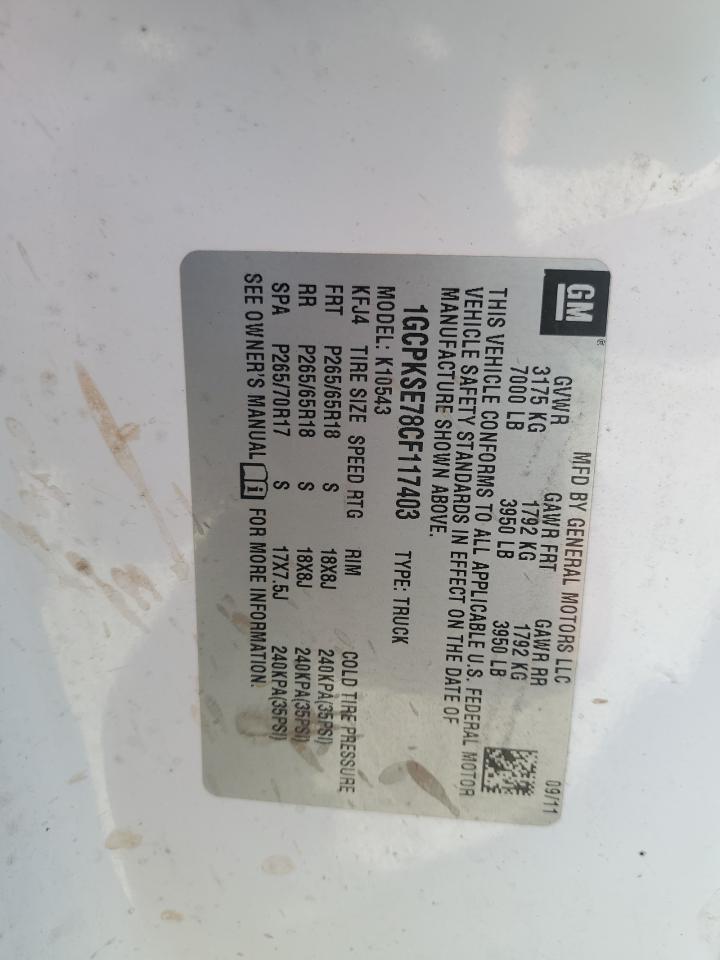 GM®
MFD BY GENERAL MOTORS LLC 09/11
GVWR GAWR FRT GAWR RR
3175 KG 1792 KG 1792 KG
7000 LB 3950 LB 3950 LB
THIS VEHICLE CONFORMS TO ALL APPLICABLE U.S. FEDERAL MOTOR
VEHICLE SAFETY STANDARDS IN EFFECT ON THE DATE OF
MANUFACTURE SHOWN ABOVE.
1GCPKSE78CF117403 TYPE: TRUCK
MODEL: K10543
KFJ4 TIRE SIZE SPEED RTG RIM COLD TIRE PRESSURE
FRT P265/65R18 S 18X8J 240KPA(35PSI)
RR P265/65R18 S 18X8J 240KPA(35PSI)
SPA P265/70R17 S 17X7.5J 240KPA(35PSI)
SEE OWNER'S MANUAL i FOR MORE INFORMATION.